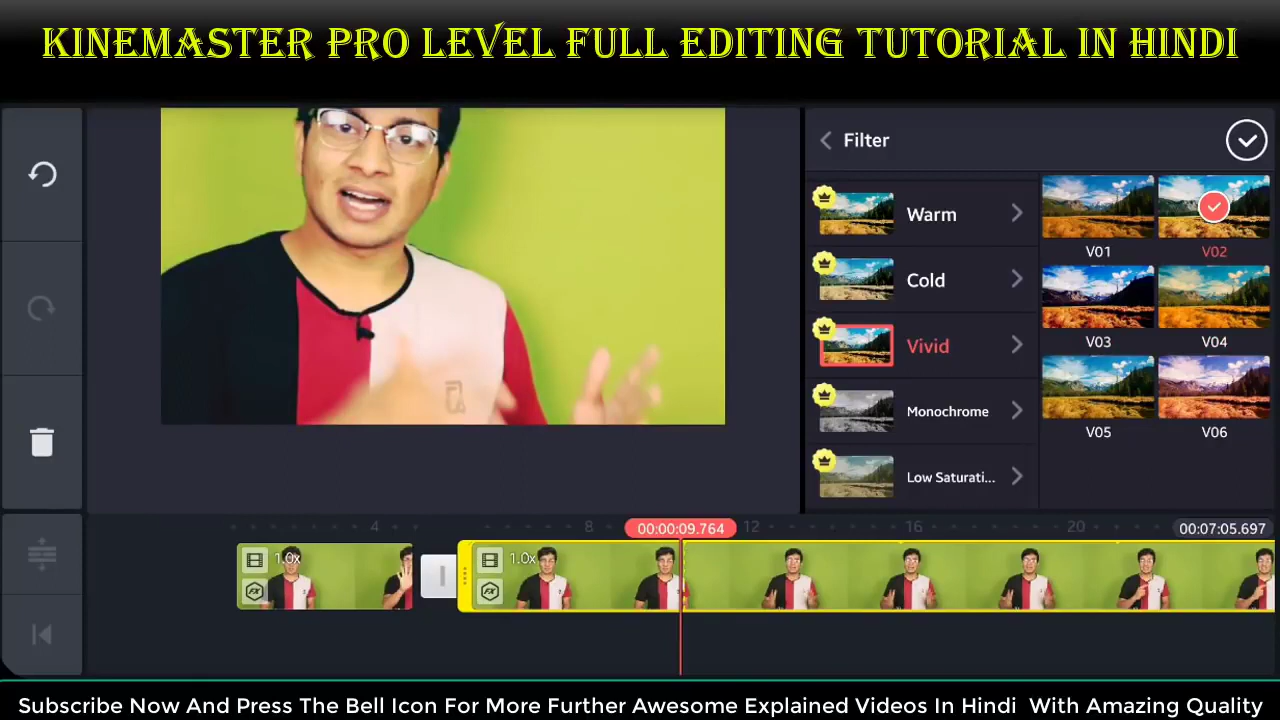 KINEMASTER PRO LEVEL FULL EDITING TUTORIAL IN HINDI
Filter
Warm
Cold
Vivid
Monochrome
Low Saturati...
V01
V02
V03
V04
V05
V06
4
8
00:00:09.764
12
16
20
00:07:05.697
1.0x
1.0x
Subscribe Now And Press The Bell Icon For More Further Awesome Explained Videos In Hindi With Amazing Quality